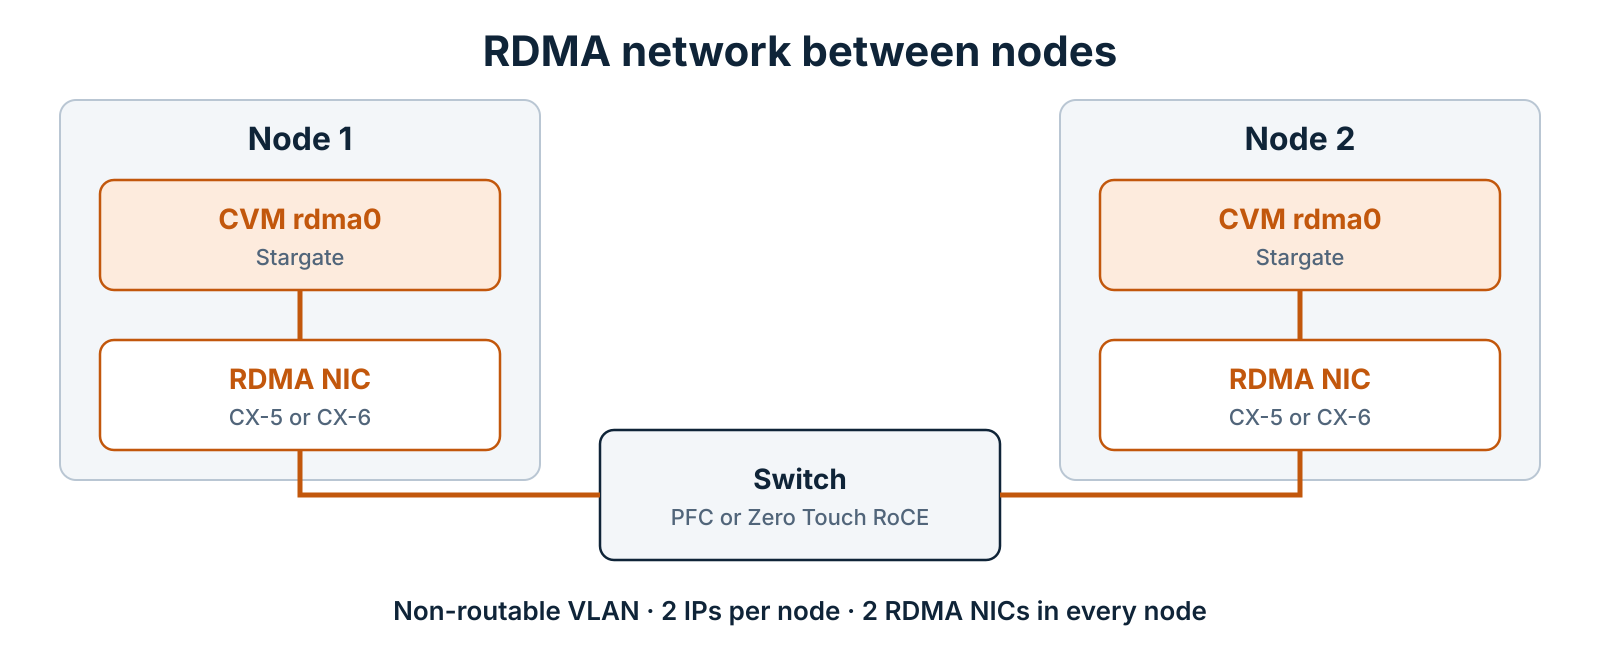 RDMA network between nodes
Node 1
CVM rdma0
Stargate
RDMA NIC
CX-5 or CX-6
Node 2
CVM rdma0
Stargate
RDMA NIC
CX-5 or CX-6
Switch
PFC or Zero Touch RoCE
Non-routable VLAN · 2 IPs per node · 2 RDMA NICs in every node